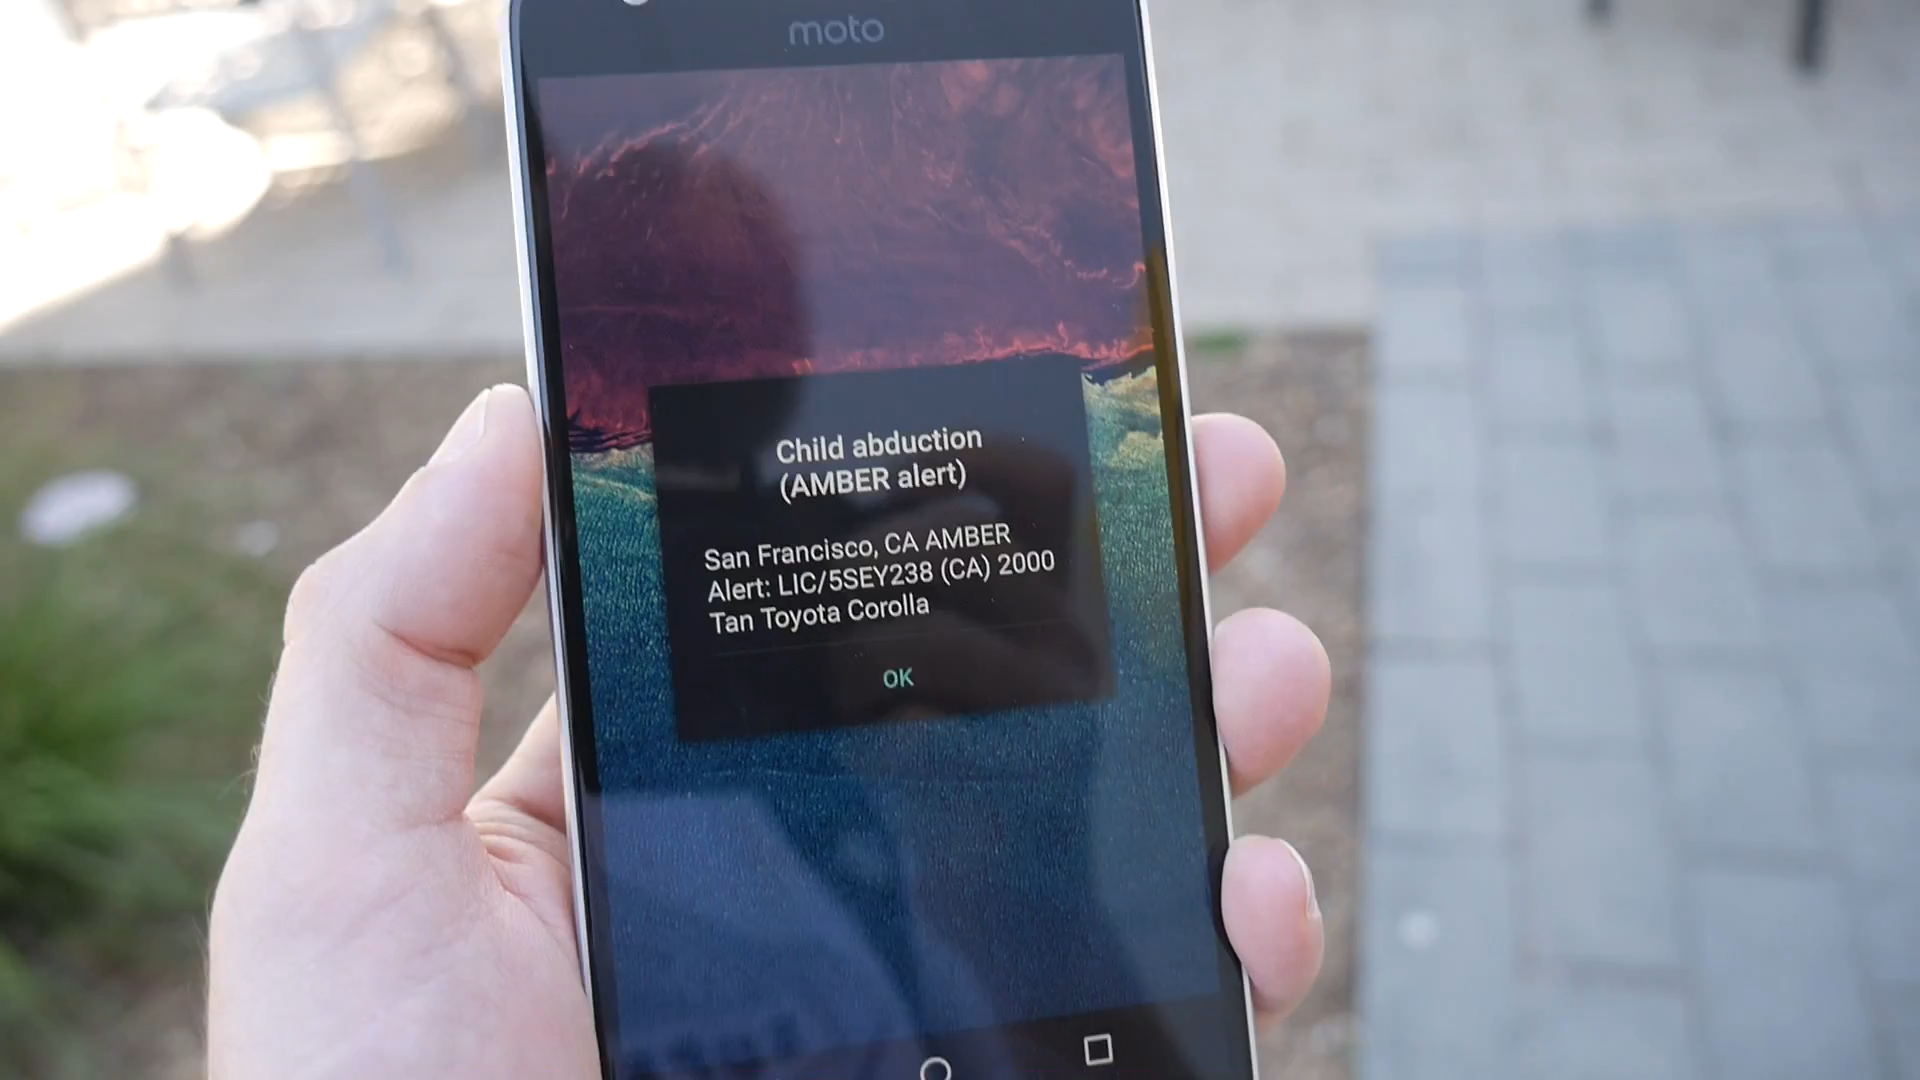 moto
Child abduction
(AMBER alert)
San Francisco, CA AMBER
Alert: LIC/5SEY238 (CA) 2000
Tan Toyota Corolla
OK